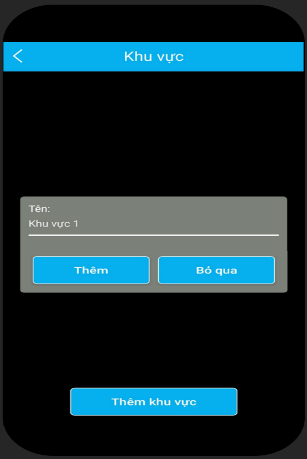 Khu vực
Tên:
Khu vực 1
Thêm
Bỏ qua
Thêm khu vực